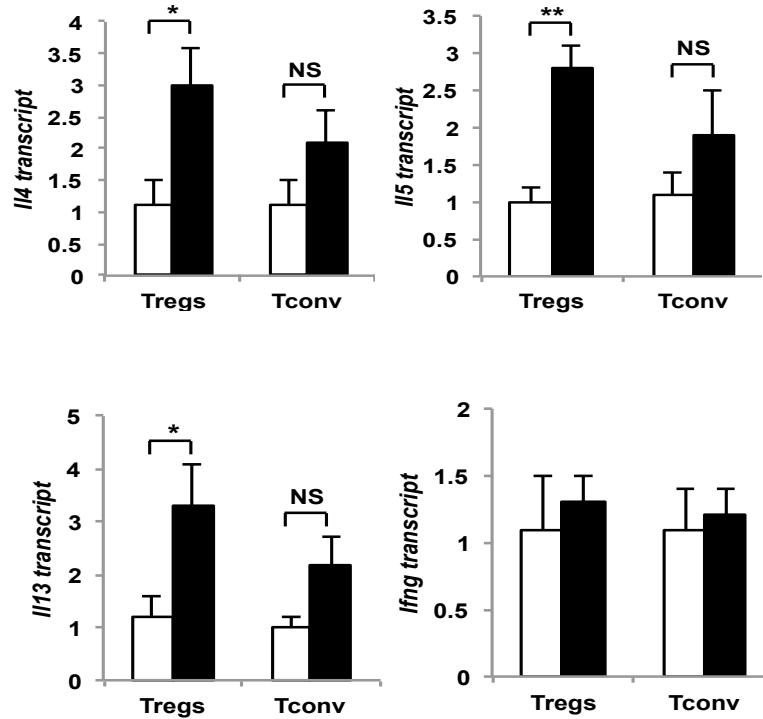 Il4 transcript
4
3.5
3
2.5
2
1.5
1
0.5
0
*
NS
Tregs
Tconv
Il5 transcript
3.5
3
2.5
2
1.5
1
0.5
0
**
NS
Tregs
Tconv
Il13 transcript
5
4
3
2
1
0
*
NS
Tregs
Tconv
Ifng transcript
2
1.5
1
0.5
0
Tregs
Tconv